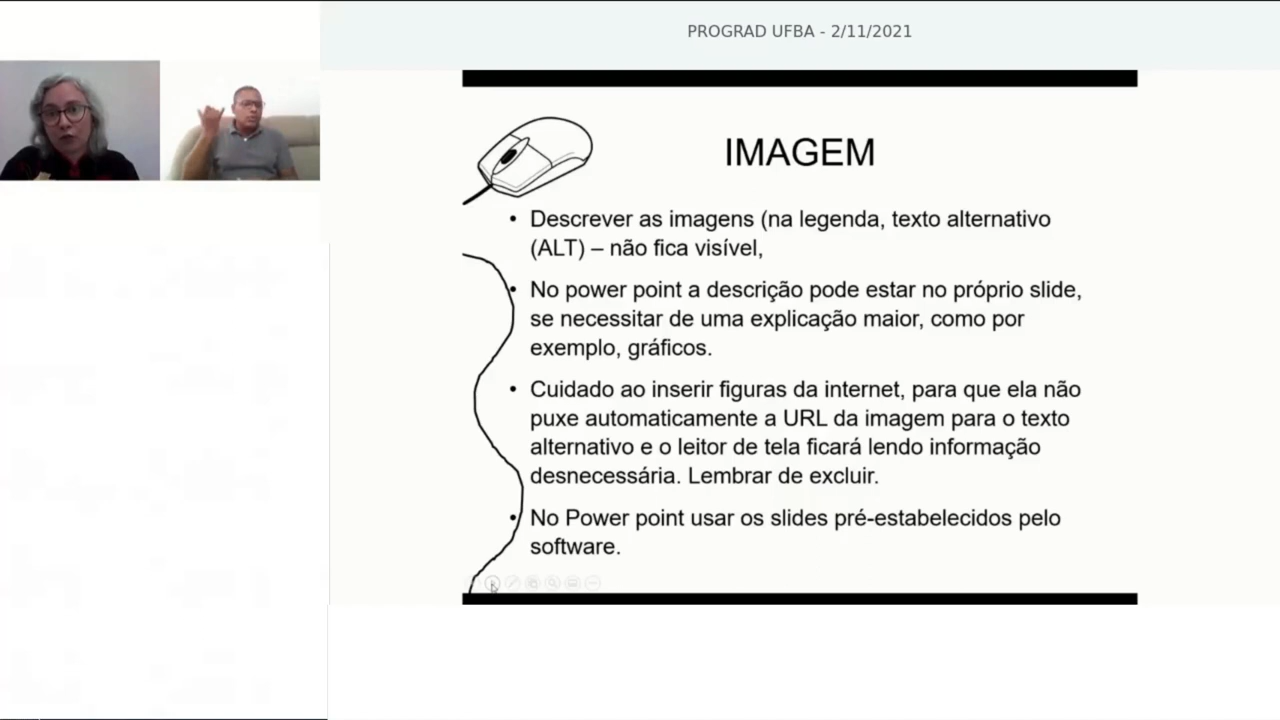 PROGRAD UFBA - 2/11/2021
IMAGEM
• Descrever as imagens (na legenda, texto alternativo
(ALT) – não fica visível,
• No power point a descrição pode estar no próprio slide,
se necessitar de uma explicação maior, como por
exemplo, gráficos.
• Cuidado ao inserir figuras da internet, para que ela não
puxe automaticamente a URL da imagem para o texto
alternativo e o leitor de tela ficará lendo informação
desnecessária. Lembrar de excluir.
• No Power point usar os slides pré-estabelecidos pelo
software.